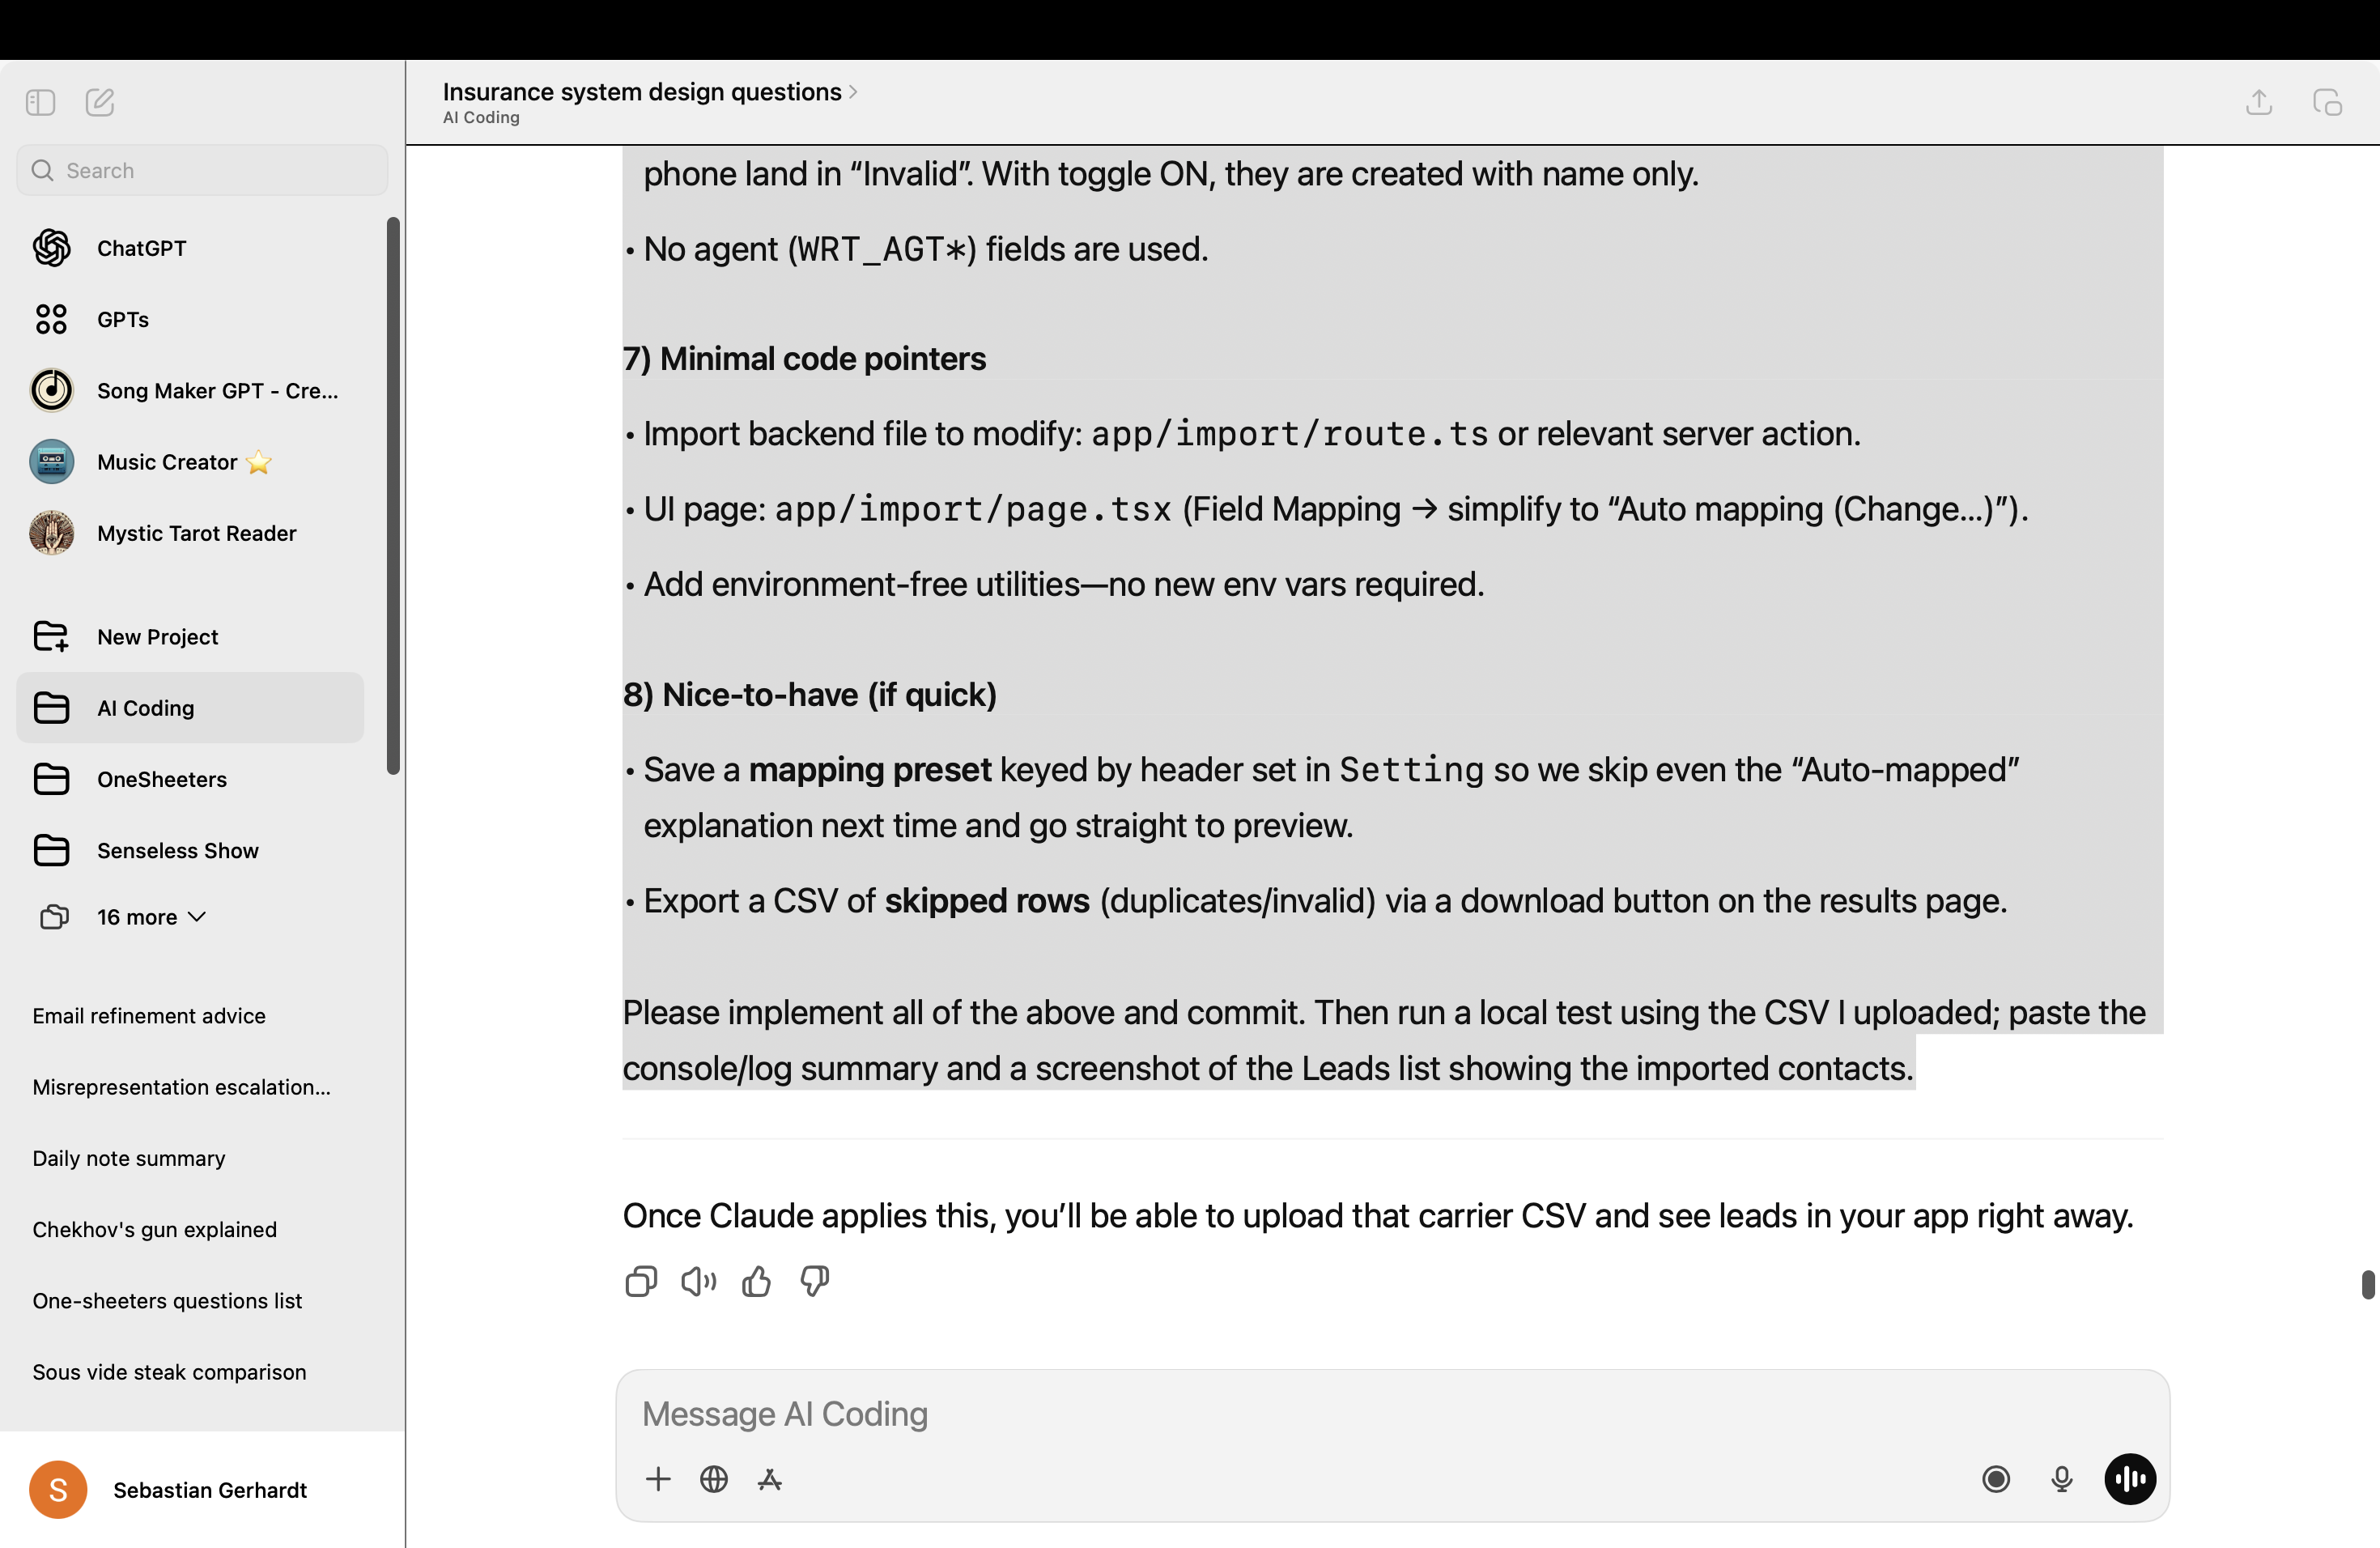 Insurance system design questions
AI Coding
Search
ChatGPT
GPTs
Song Maker GPT - Cre...
Music Creator ⭐
Mystic Tarot Reader
New Project
AI Coding
OneSheeters
Senseless Show
16 more
Email refinement advice
Misrepresentation escalation...
Daily note summary
Chekhov's gun explained
One-sheeters questions list
Sous vide steak comparison
S
Sebastian Gerhardt
phone land in “Invalid”. With toggle ON, they are created with name only.
• No agent (WRT_AGT*) fields are used.
7) Minimal code pointers
• Import backend file to modify: app/import/route.ts or relevant server action.
• UI page: app/import/page.tsx (Field Mapping → simplify to “Auto mapping (Change…)”).
• Add environment-free utilities—no new env vars required.
8) Nice-to-have (if quick)
• Save a mapping preset keyed by header set in Setting so we skip even the “Auto-mapped”
explanation next time and go straight to preview.
• Export a CSV of skipped rows (duplicates/invalid) via a download button on the results page.
Please implement all of the above and commit. Then run a local test using the CSV I uploaded; paste the
console/log summary and a screenshot of the Leads list showing the imported contacts.
Once Claude applies this, you’ll be able to upload that carrier CSV and see leads in your app right away.
Message AI Coding